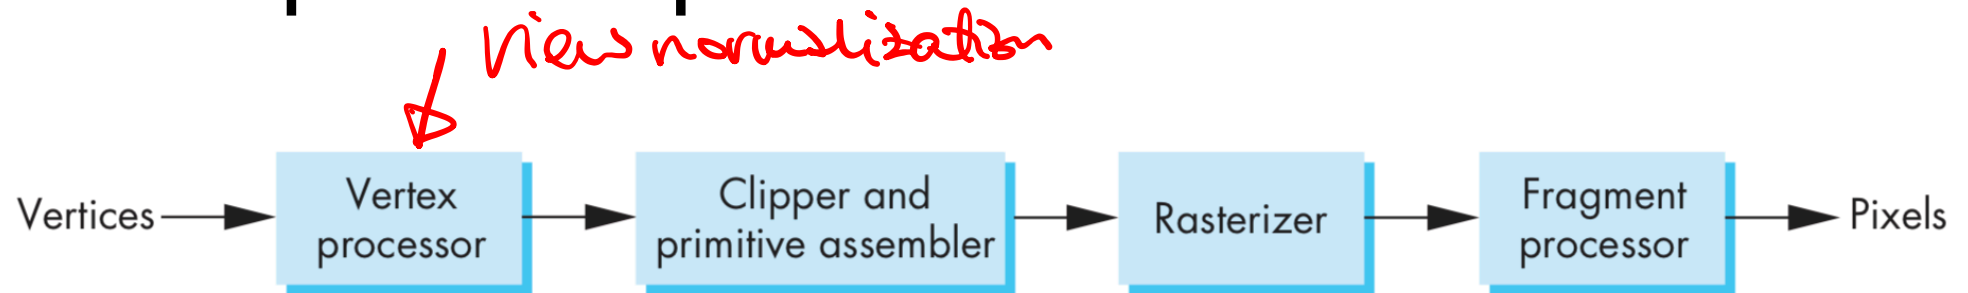 view normalization
Vertices
Vertex
processor
Clipper and
primitive assembler
Rasterizer
Fragment
processor
Pixels